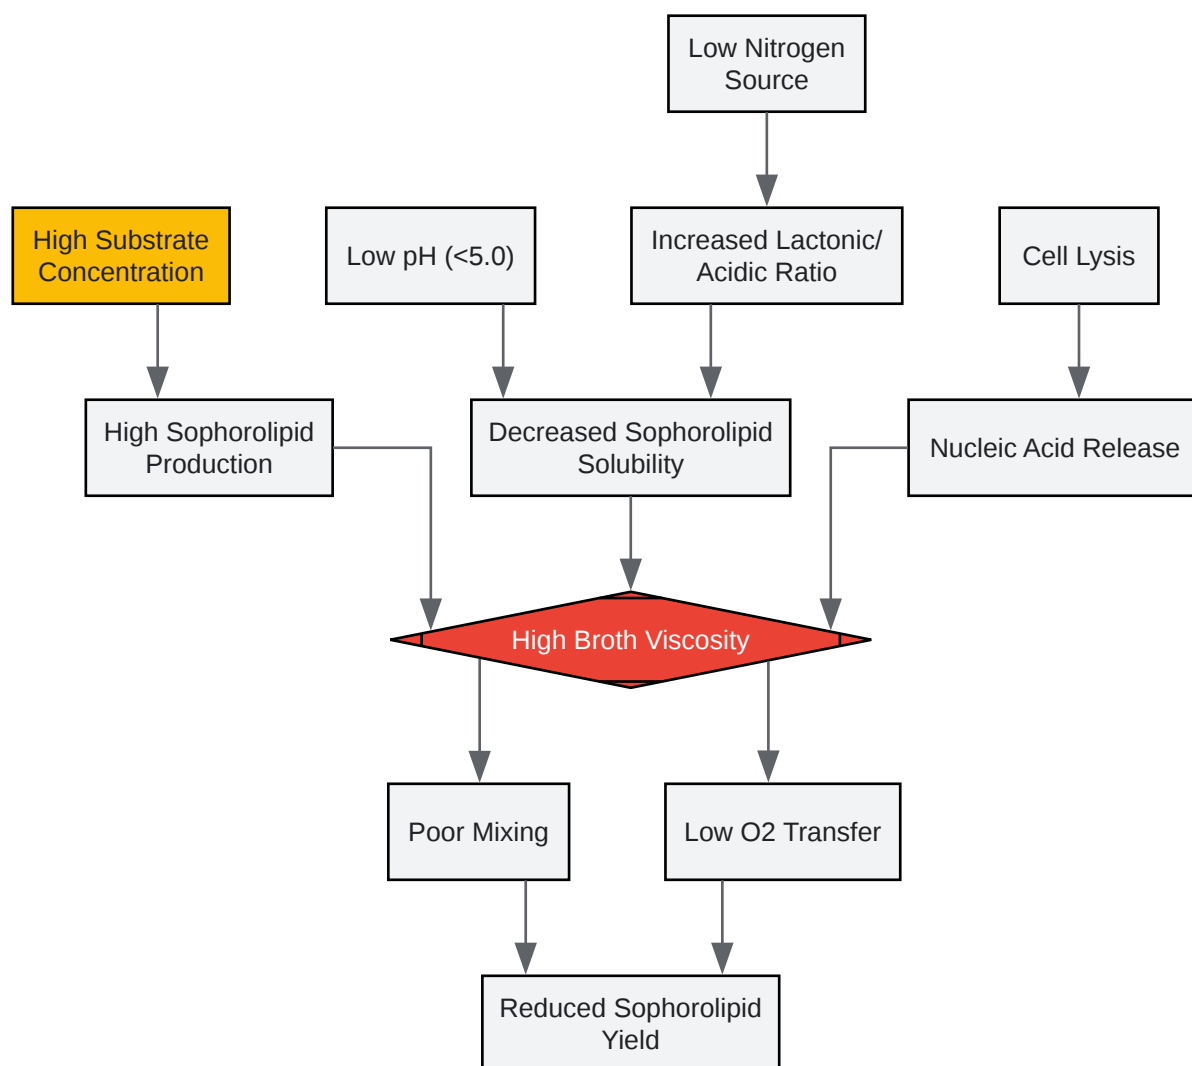 Low Nitrogen
Source
High Substrate
Concentration
Low pH (<5.0)
Increased Lactonic/
Acidic Ratio
Cell Lysis
High Sophorolipid
Production
Decreased Sophorolipid
Solubility
Nucleic Acid Release
High Broth Viscosity
Poor Mixing
Low O2 Transfer
Reduced Sophorolipid
Yield